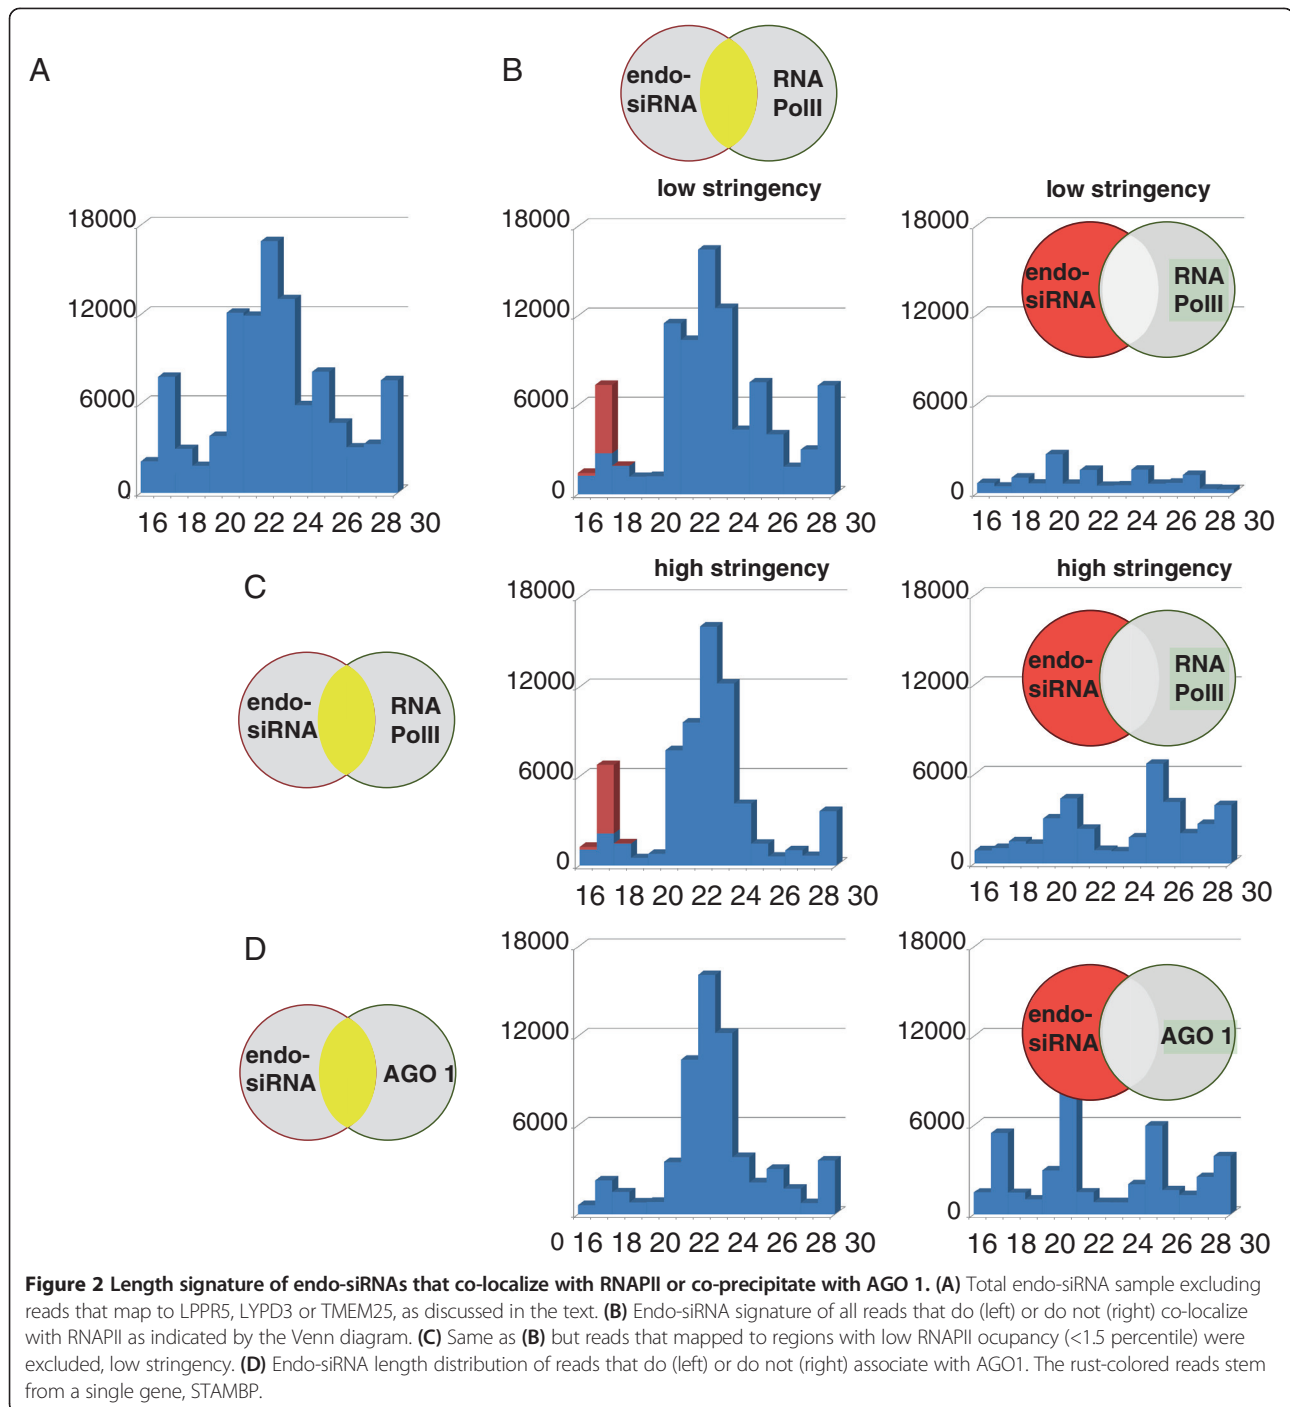 A
B
endo-
siRNA
RNA
PolII
low stringency
low stringency
18000
12000
6000
0
16 18 20 22 24 26 28 30
18000
12000
6000
0
16 18 20 22 24 26 28 30
18000
12000
6000
0
endo-
siRNA
RNA
PolII
16 18 20 22 24 26 28 30
C
endo-
siRNA
RNA
PolII
high stringency
18000
12000
6000
0
16 18 20 22 24 26 28 30
high stringency
18000
12000
6000
0
endo-
siRNA
RNA
PolII
16 18 20 22 24 26 28 30
D
endo-
siRNA
AGO 1
18000
12000
6000
0 16 18 20 22 24 26 28 30
18000
12000
6000
0
endo-
siRNA
AGO 1
16 18 20 22 24 26 28 30
Figure 2 Length signature of endo-siRNAs that co-localize with RNAPII or co-precipitate with AGO 1. (A) Total endo-siRNA sample excluding
reads that map to LPPR5, LYPD3 or TMEM25, as discussed in the text. (B) Endo-siRNA signature of all reads that do (left) or do not (right) co-localize
with RNAPII as indicated by the Venn diagram. (C) Same as (B) but reads that mapped to regions with low RNAPII ocupancy (<1.5 percentile) were
excluded, low stringency. (D) Endo-siRNA length distribution of reads that do (left) or do not (right) associate with AGO1. The rust-colored reads stem
from a single gene, STAMBP.